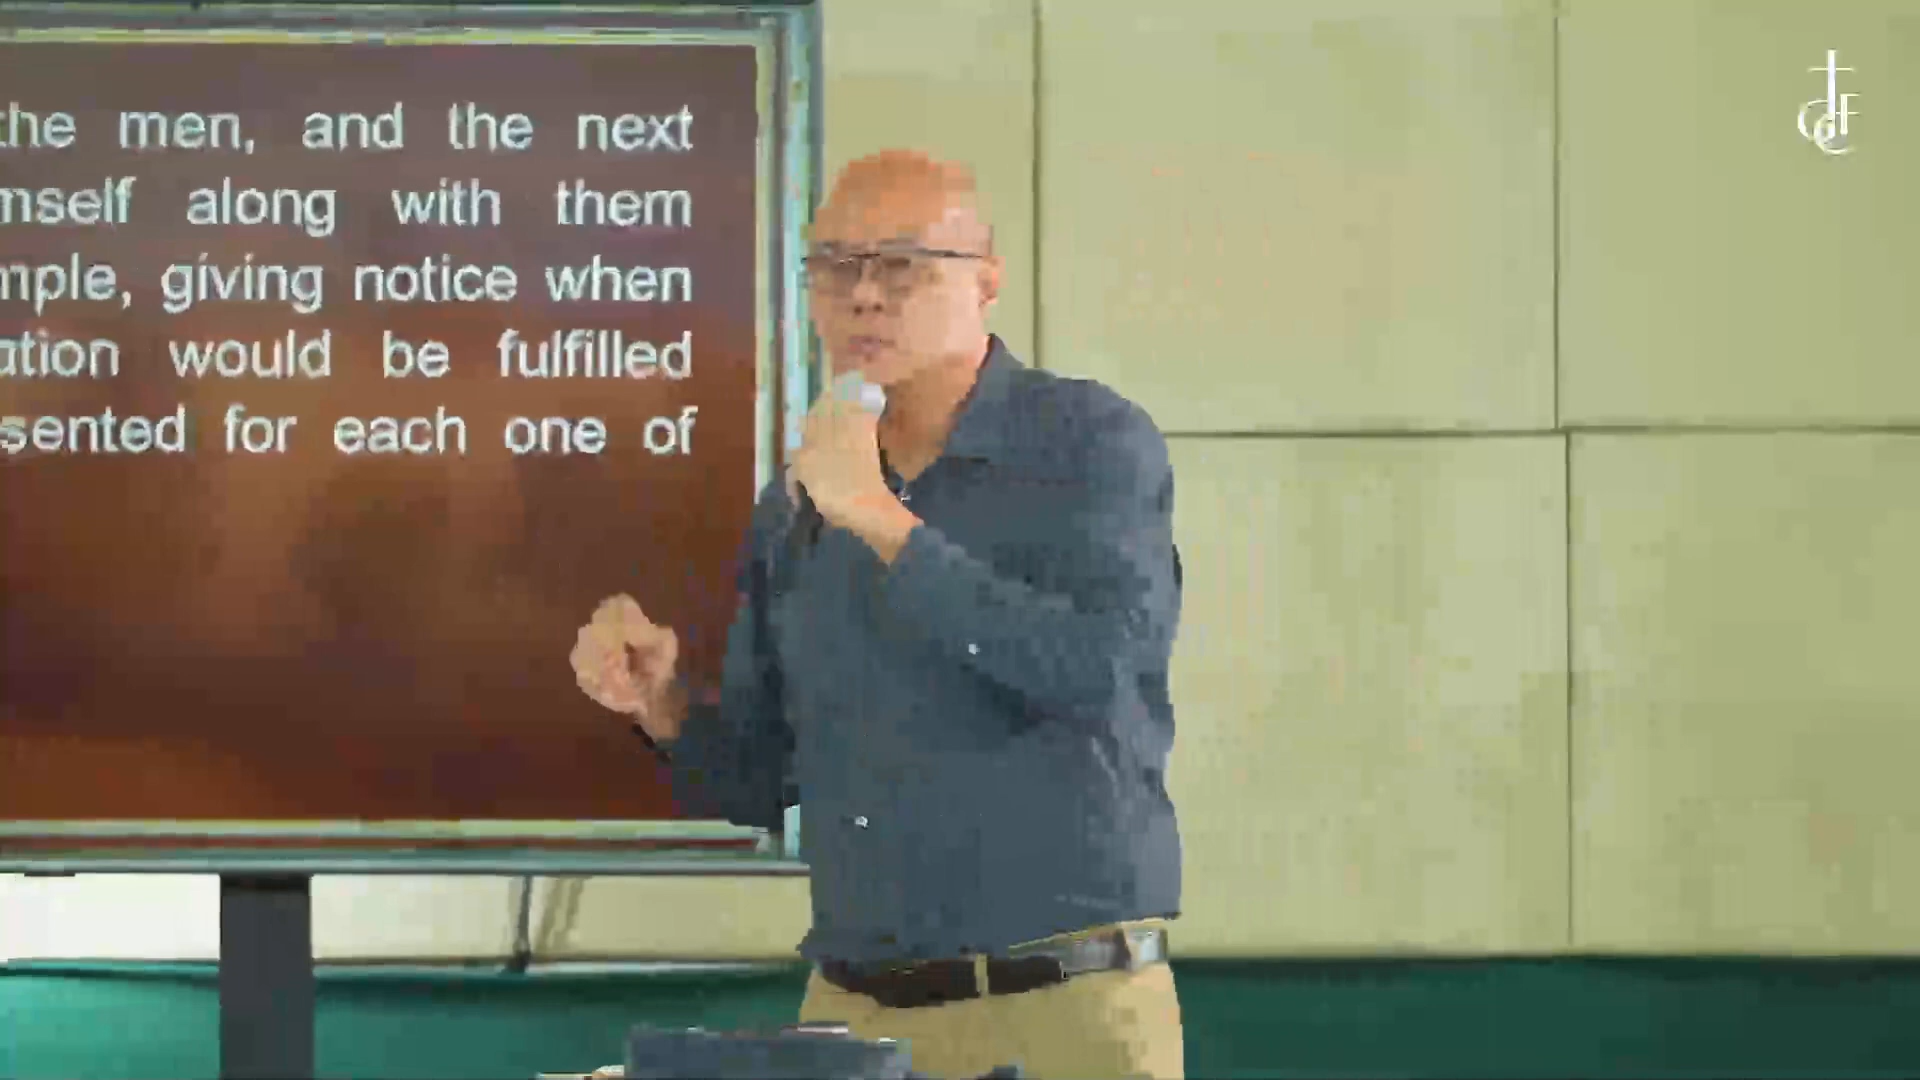 the men, and the next
mself along with them
mple, giving notice when
ation would be fulfilled
sented for each one of